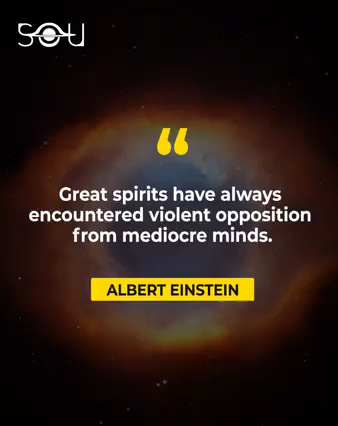 SOU
“
Great spirits have always
encountered violent opposition
from mediocre minds.
ALBERT EINSTEIN